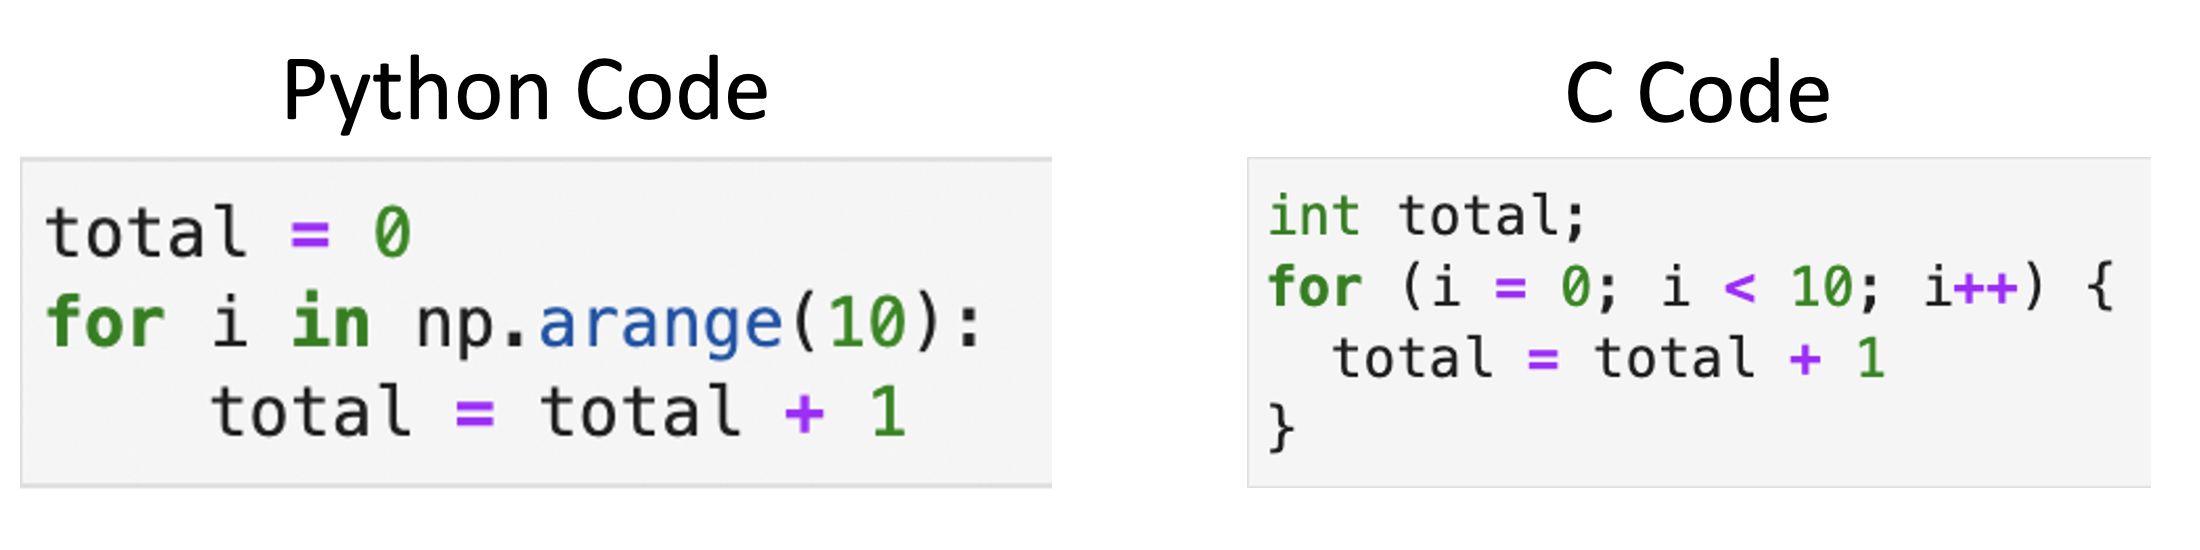 Python Code
total = 0
for i in np.arange(10):
    total = total + 1
C Code
int total;
for (i = 0; i < 10; i++) {
  total = total + 1
}